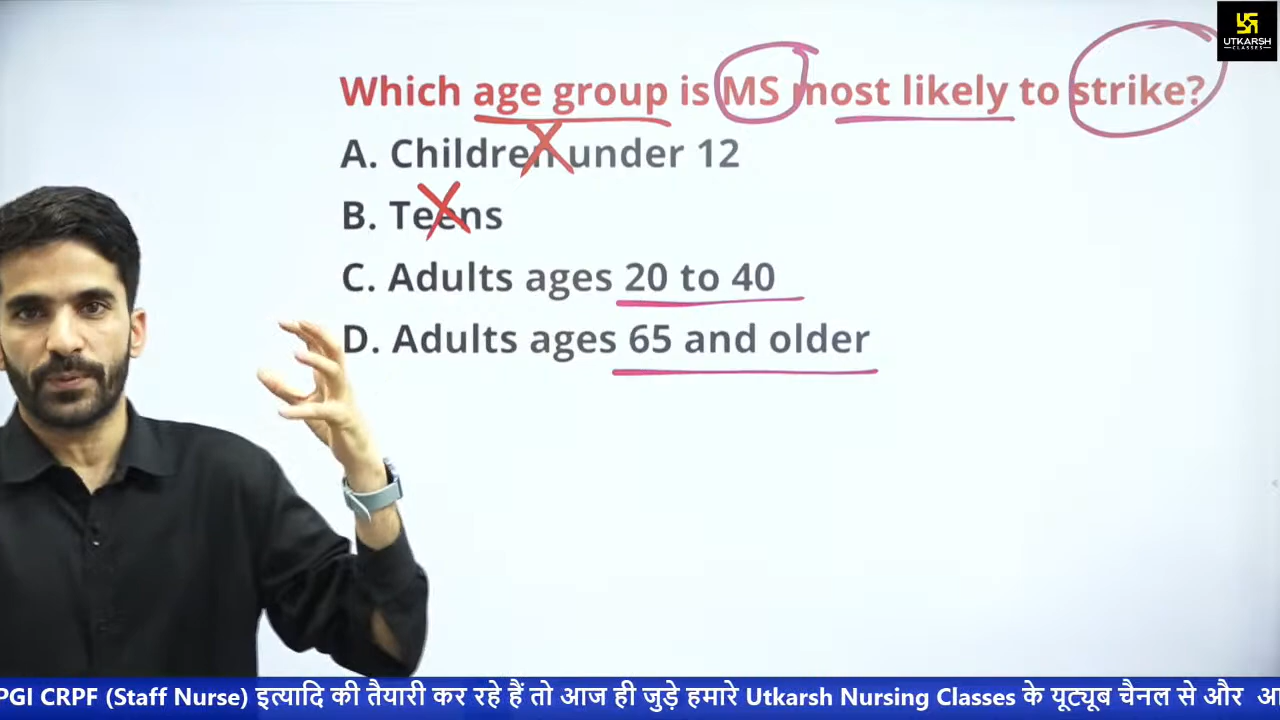 UTKARSH
CLASSES
Which age group is MS most likely to strike?
A. Children under 12
B. Teens
C. Adults ages 20 to 40
D. Adults ages 65 and older
PGI CRPF (Staff Nurse) इत्यादि की तैयारी कर रहे हैं तो आज ही जुड़े हमारे Utkarsh Nursing Classes के यूट्यूब चैनल से और